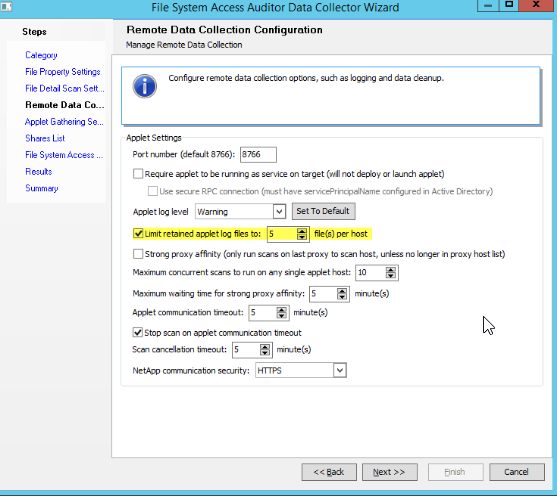 File System Access Auditor Data Collector Wizard
Steps
Category
File Property Settings
File Detail Scan Sett...
Remote Data Co...
Applet Gathering Se...
Shares List
File System Access ...
Results
Summary
Remote Data Collection Configuration
Manage Remote Data Collection
Configure remote data collection options, such as logging and data cleanup.
Applet Settings
Port number (default 8766): 8766
Require applet to be running as service on target (will not deploy or launch applet)
Use secure RPC connection (must have servicePrincipalName configured in Active Directory)
Applet log level Warning Set To Default
Limit retained applet log files to: 5 file(s) per host
Strong proxy affinity (only run scans on last proxy to scan host, unless no longer in proxy host list)
Maximum concurrent scans to run on any single applet host: 10
Maximum waiting time for strong proxy affinity: 5 minute(s)
Applet communication timeout: 5 minute(s)
Stop scan on applet communication timeout
Scan cancellation timeout: 5 minute(s)
NetApp communication security: HTTPS
<< Back Next >> Finish Cancel